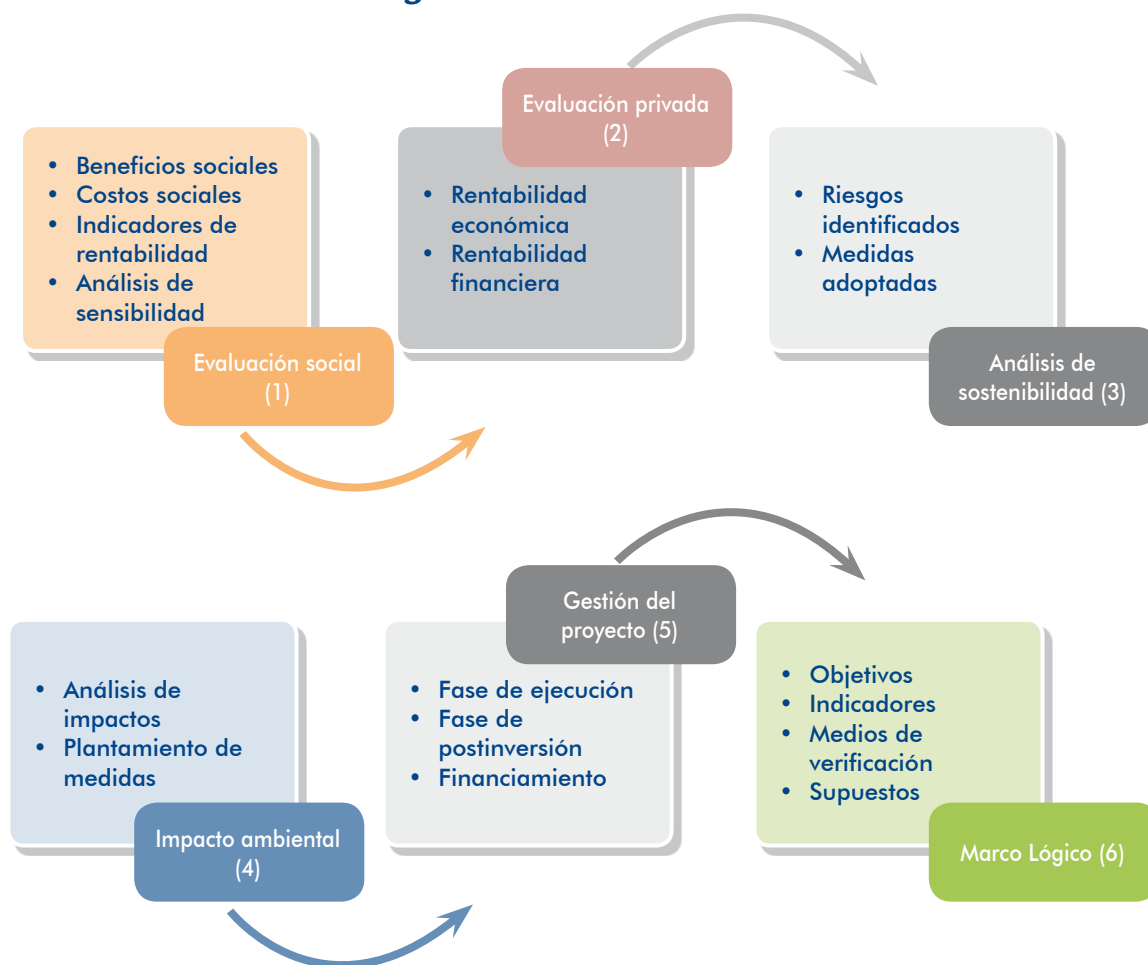 • Beneficios sociales
• Costos sociales
• Indicadores de
rentabilidad
• Análisis de
sensibilidad
Evaluación social
(1)
Evaluación privada
(2)
• Rentabilidad
económica
• Rentabilidad
financiera
• Riesgos
identificados
• Medidas
adoptadas
Análisis de
sostenibilidad (3)
• Análisis de
impactos
• Plantamiento de
medidas
Impacto ambiental
(4)
Gestión del
proyecto (5)
• Fase de ejecución
• Fase de
postinversión
• Financiamiento
• Objetivos
• Indicadores
• Medios de
verificación
• Supuestos
Marco Lógico (6)